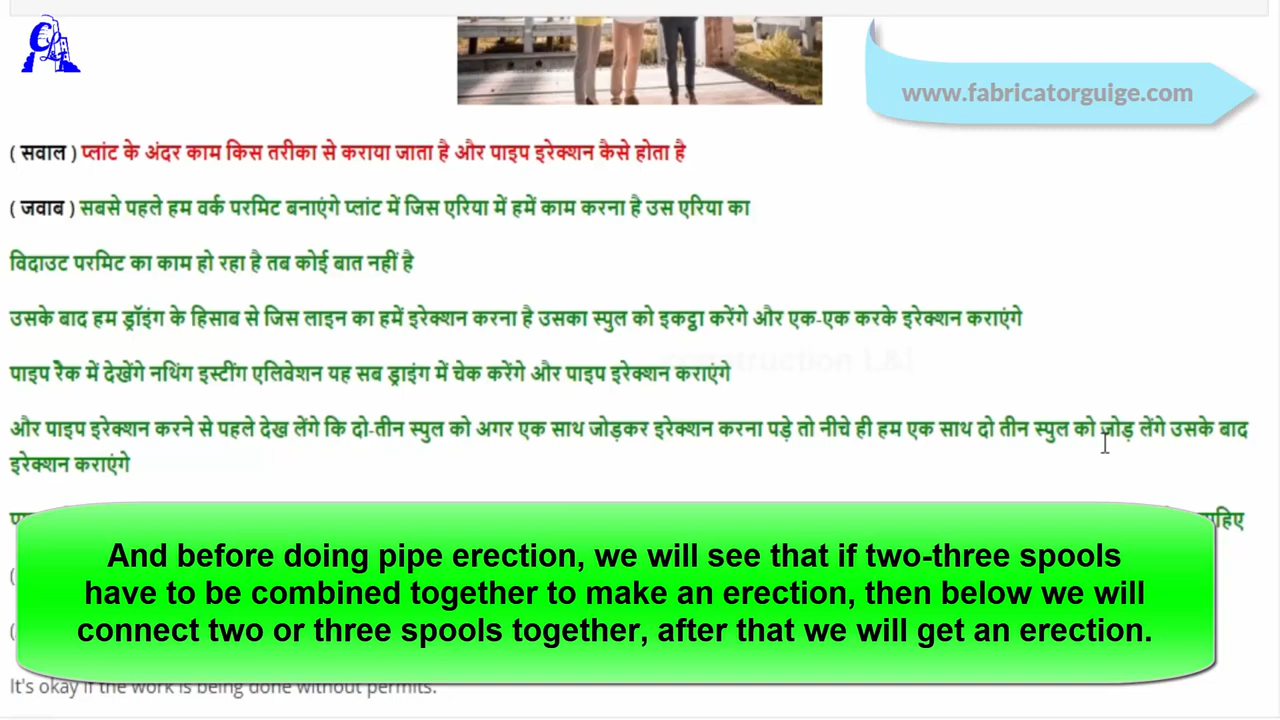 www.fabricatorguige.com
( सवाल ) प्लांट के अंदर काम किस तरीका से कराया जाता है और पाइप इरेक्शन कैसे होता है
( जवाब ) सबसे पहले हम वर्क परमिट बनाएंगे प्लांट में जिस एरिया में हमें काम करना है उस एरिया का
विदाउट परमिट का काम हो रहा है तब कोई बात नहीं है
उसके बाद हम ड्रॉइंग के हिसाब से जिस लाइन का हमें इरेक्शन करना है उसका स्पुल को इकट्ठा करेंगे और एक-एक करके इरेक्शन कराएंगे
construction L&I
पाइप रैक में देखेंगे नथिंग इस्टींग एलिवेशन यह सब ड्राइंग में चेक करेंगे और पाइप इरेक्शन कराएंगे
और पाइप इरेक्शन करने से पहले देख लेंगे कि दो-तीन स्पुल को अगर एक साथ जोड़कर इरेक्शन करना पड़े तो नीचे ही हम एक साथ दो तीन स्पुल को जोड़ लेंगे उसके बाद
इरेक्शन कराएंगे
And before doing pipe erection, we will see that if two-three spools
have to be combined together to make an erection, then below we will
connect two or three spools together, after that we will get an erection.
It's okay if the work is being done without permits.